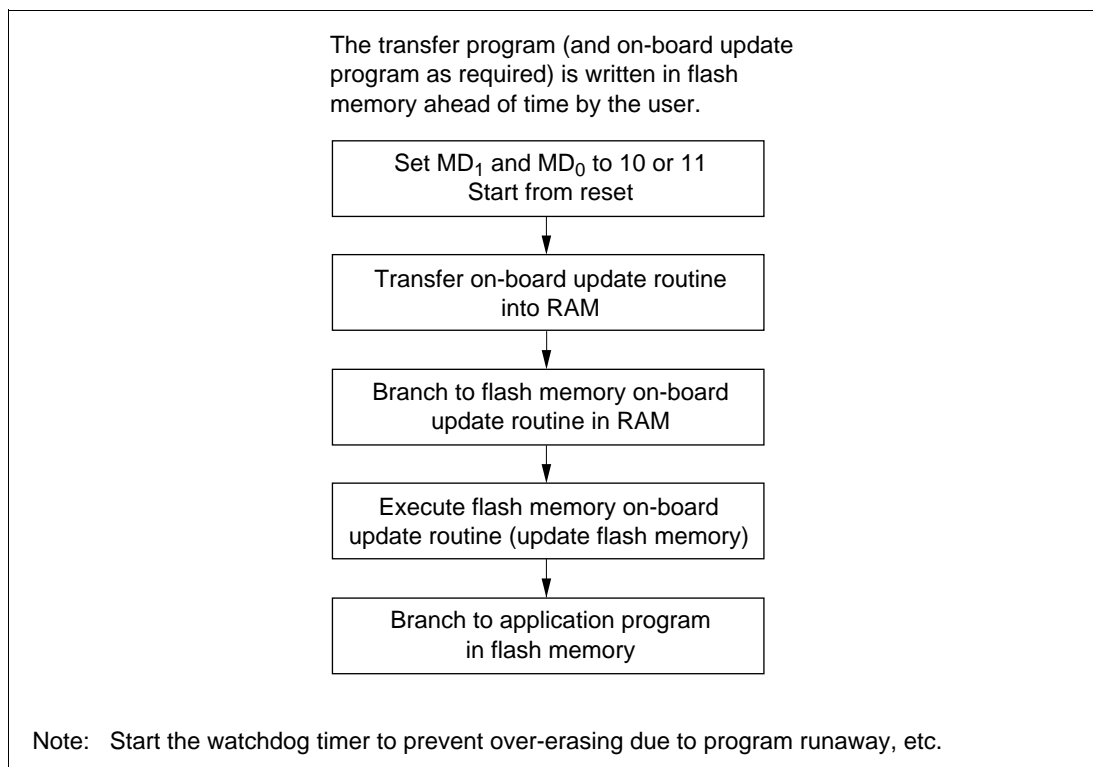 The transfer program (and on-board update
program as required) is written in flash
memory ahead of time by the user.
Set MD₁ and MD₀ to 10 or 11
Start from reset
Transfer on-board update routine
into RAM
Branch to flash memory on-board
update routine in RAM
Execute flash memory on-board
update routine (update flash memory)
Branch to application program
in flash memory
Note: Start the watchdog timer to prevent over-erasing due to program runaway, etc.